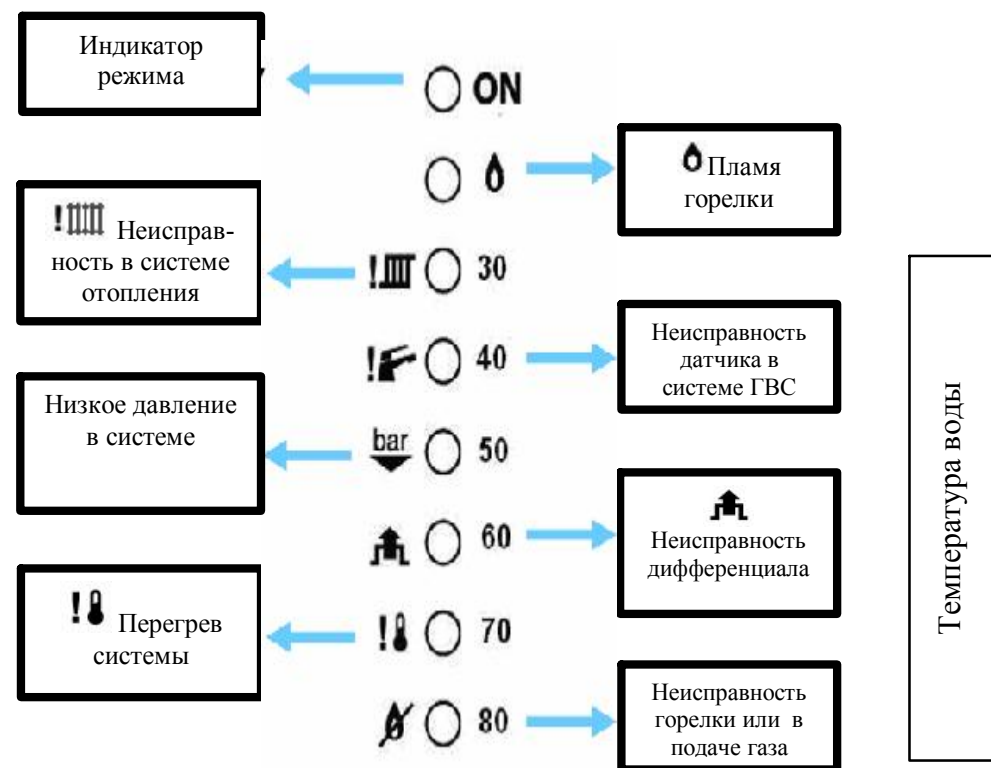 Индикатор
режима
ON
Пламя
горелки
! Неисправ-
ность в системе
отопления
! 30
Неисправность
датчика в
системе ГВС
! 40
Низкое давление
в системе
bar 50
Неисправность
дифференциала
60
! Перегрев
системы
! 70
Неисправность
горелки или в
подаче газа
80
Температура воды